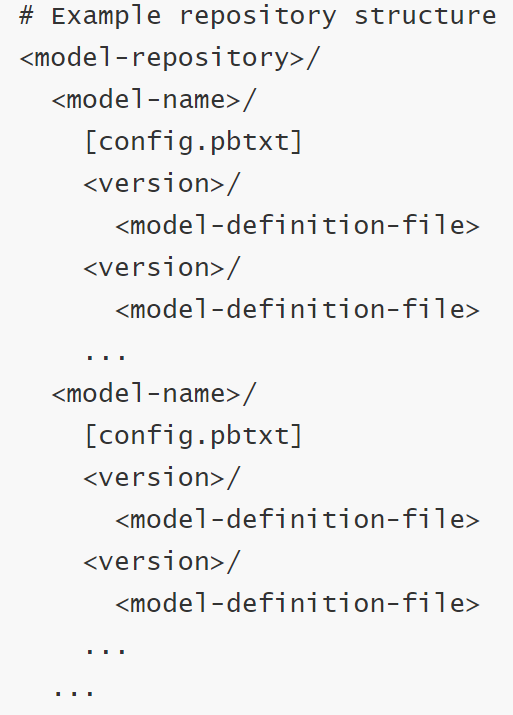 # Example repository structure
<model-repository>/
  <model-name>/
    [config.pbtxt]
    <version>/
      <model-definition-file>
    <version>/
      <model-definition-file>
    ...
  <model-name>/
    [config.pbtxt]
    <version>/
      <model-definition-file>
    <version>/
      <model-definition-file>
    ...
  ...